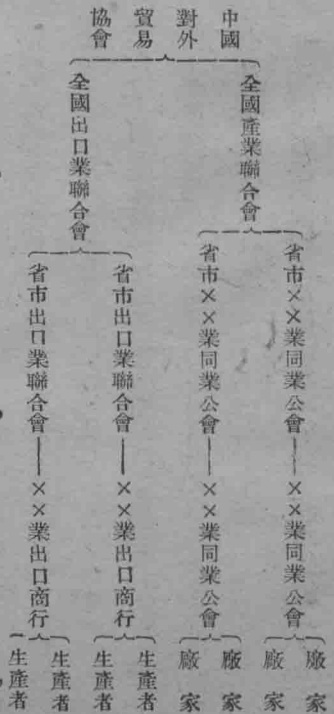 中國對外貿易協會
全國產業聯合會
省市××業同業公會——××業同業公會
廠家
廠家
省市××業同業公會——××業同業公會
廠家
廠家
全國出口業聯合會
省市出口業聯合會——××業出口商行
生產者
生產者
省市出口業聯合會——××業出口商行
生產者
生產者